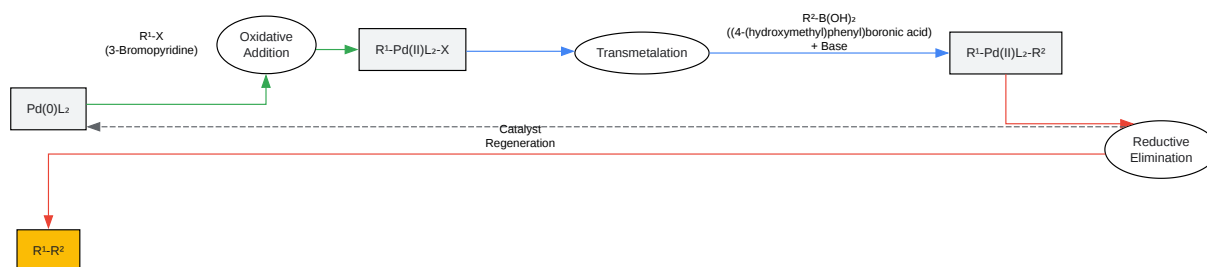 R¹-X
(3-Bromopyridine)
Oxidative
Addition
R¹-Pd(II)L₂-X
Transmetalation
R²-B(OH)₂
((4-(hydroxymethyl)phenyl)boronic acid)
+ Base
R¹-Pd(II)L₂-R²
Pd(0)L₂
Catalyst
Regeneration
Reductive
Elimination
R¹-R²